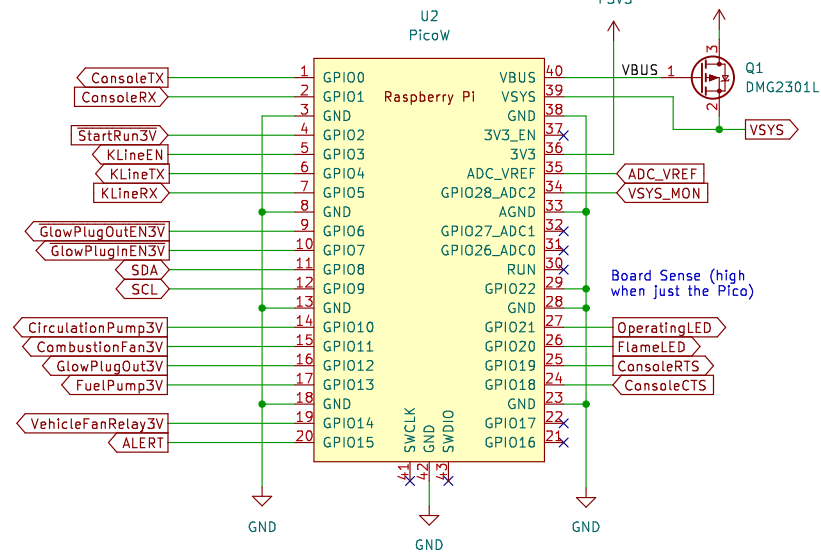 +5VSYS
U2
PicoW
Raspberry Pi
ConsoleTX 1 GPIO0
ConsoleRX 2 GPIO1
3 GND
StartRun3V 4 GPIO2
KLineEN 5 GPIO3
KLineTX 6 GPIO4
KLineRX 7 GPIO5
8 GND
GlowPlugOutEN3V 9 GPIO6
GlowPlugInEN3V 10 GPIO7
SDA 11 GPIO8
SCL 12 GPIO9
13 GND
CirculationPump3V 14 GPIO10
CombustionFan3V 15 GPIO11
GlowPlugOut3V 16 GPIO12
FuelPump3V 17 GPIO13
18 GND
VehicleFanRelay3V 19 GPIO14
ALERT 20 GPIO15
SWCLK 41
GND 42
SWDIO 43
VBUS 40 VBUS 1
VSYS 39
GND 38
3V3_EN 37
3V3 36
ADC_VREF 35 ADC_VREF
GPIO28_ADC2 34 VSYS_MON
AGND 33
GPIO27_ADC1 32
GPIO26_ADC0 31
RUN 30
GPIO22 29
GND 28
GPIO21 27 OperatingLED
GPIO20 26 FlameLED
GPIO19 25 ConsoleRTS
GPIO18 24 ConsoleCTS
GND 23
GPIO17 22
GPIO16 21
3
Q1
DMG2301L
2
VSYS
Board Sense (high
when just the Pico)
GND
GND
GND